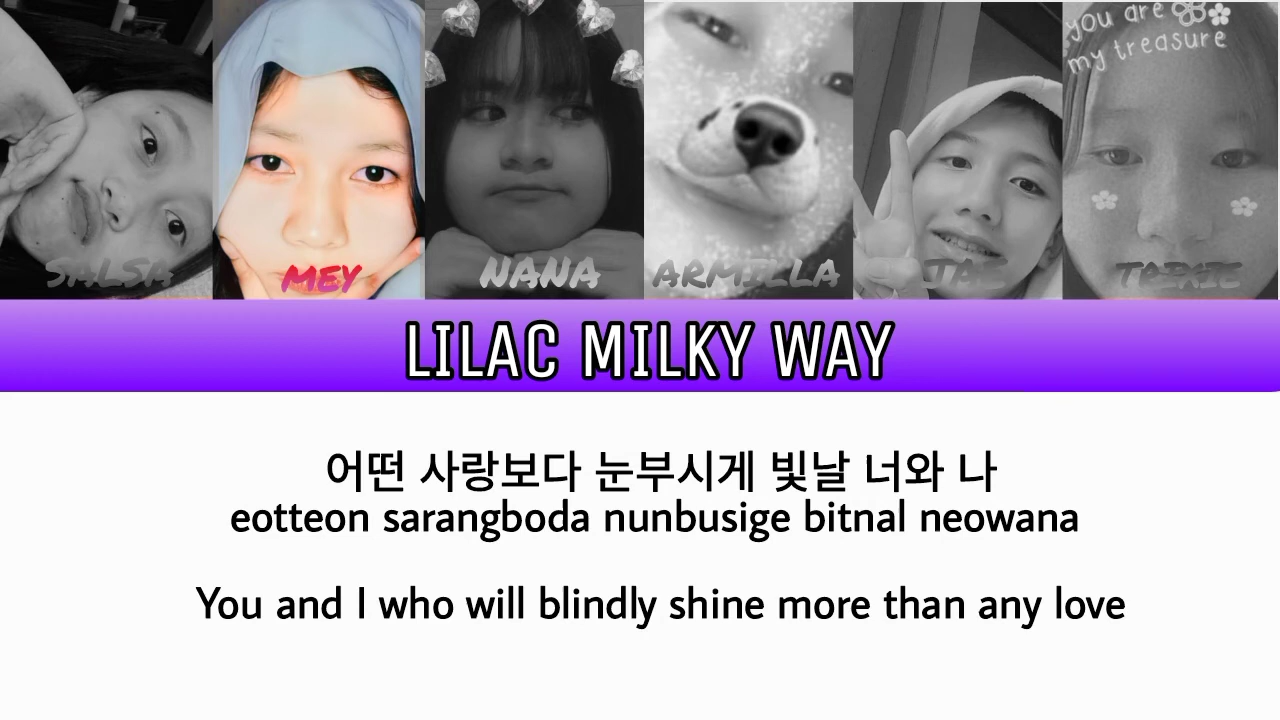 you are
my treasure
SALSA
MEY
NANA
ARMILLA
LILAC MILKY WAY
어떤 사랑보다 눈부시게 빛날 너와 나
eotteon sarangboda nunbusige bitnal neowana
You and I who will blindly shine more than any love